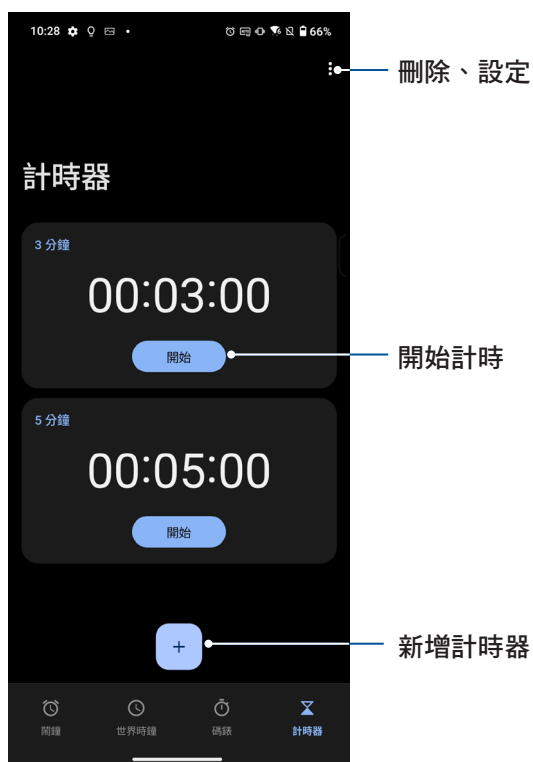 10:28
66%
刪除、設定
計時器
3 分鐘
00:03:00
開始
開始計時
5 分鐘
00:05:00
開始
+
新增計時器
鬧鐘
世界時鐘
碼錶
計時器